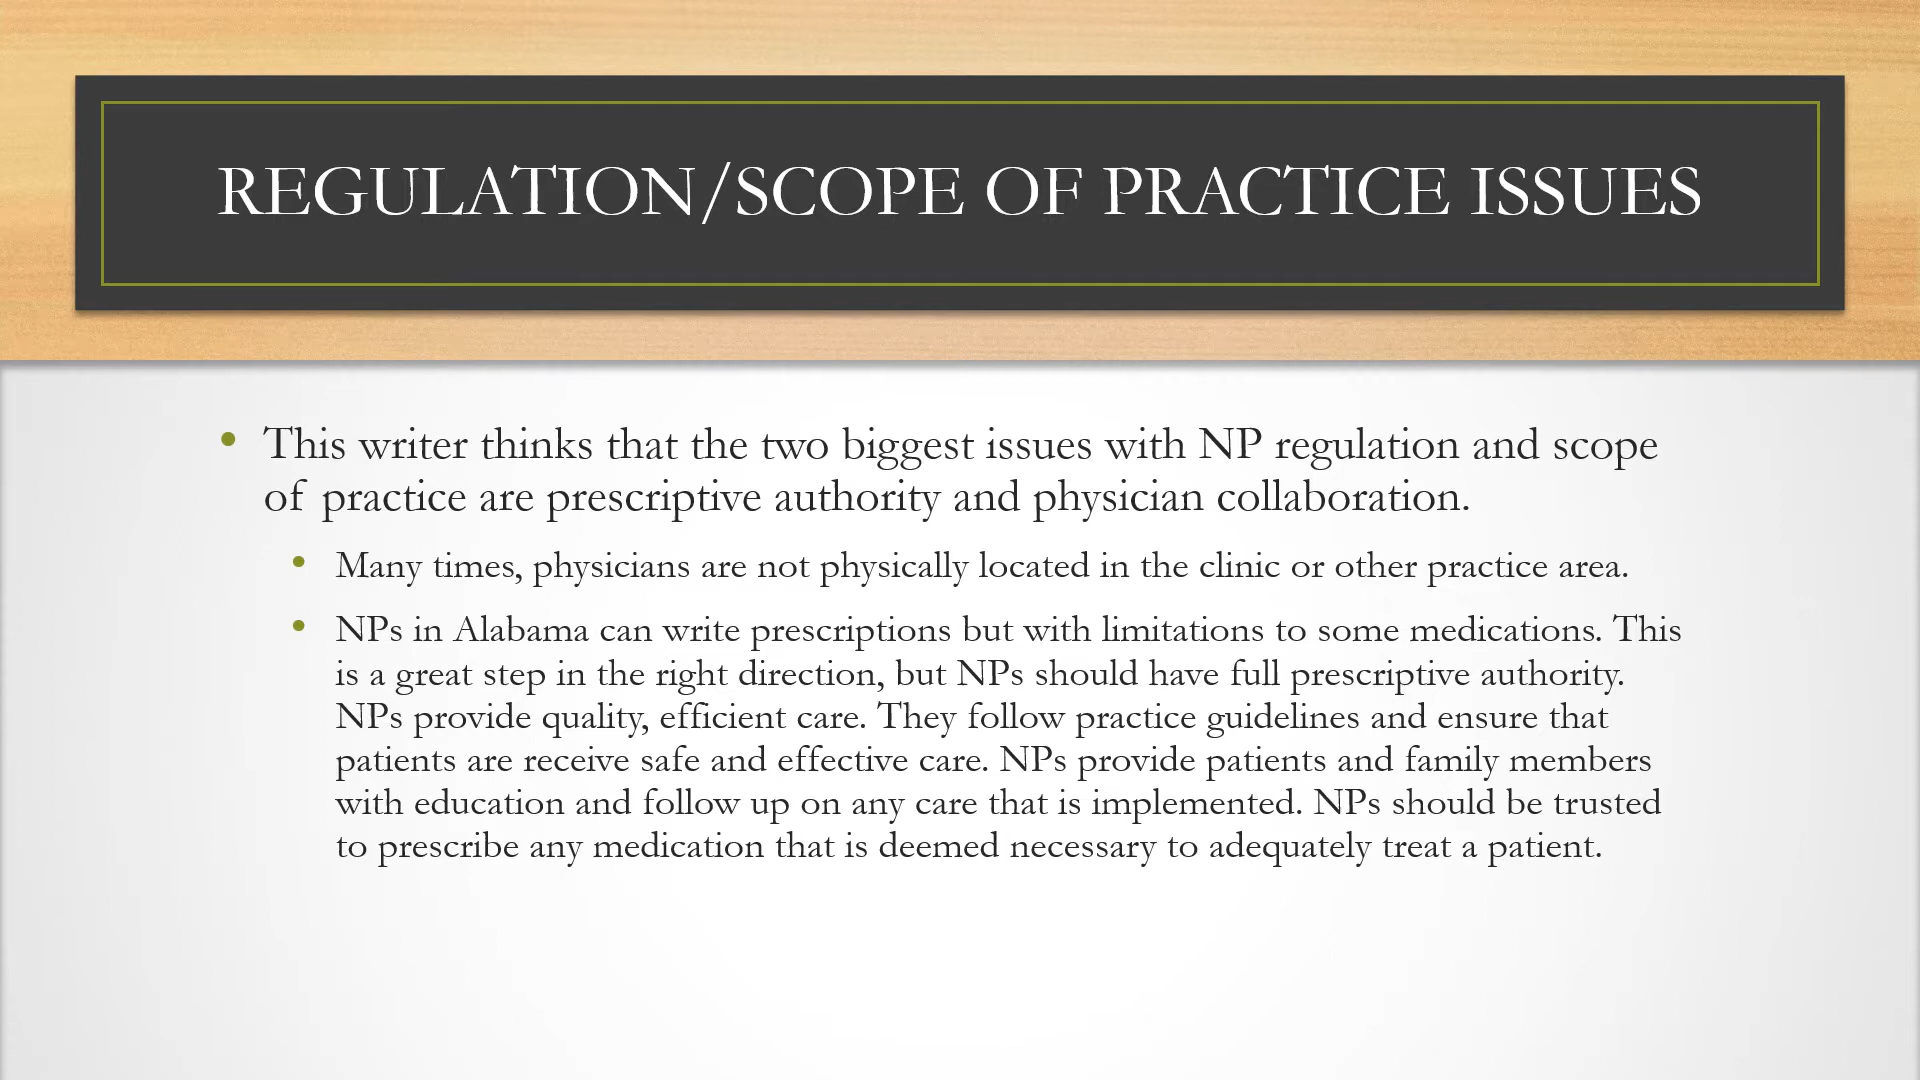 REGULATION/SCOPE OF PRACTICE ISSUES
• This writer thinks that the two biggest issues with NP regulation and scope
of practice are prescriptive authority and physician collaboration.
• Many times, physicians are not physically located in the clinic or other practice area.
• NPs in Alabama can write prescriptions but with limitations to some medications. This
is a great step in the right direction, but NPs should have full prescriptive authority.
NPs provide quality, efficient care. They follow practice guidelines and ensure that
patients are receive safe and effective care. NPs provide patients and family members
with education and follow up on any care that is implemented. NPs should be trusted
to prescribe any medication that is deemed necessary to adequately treat a patient.